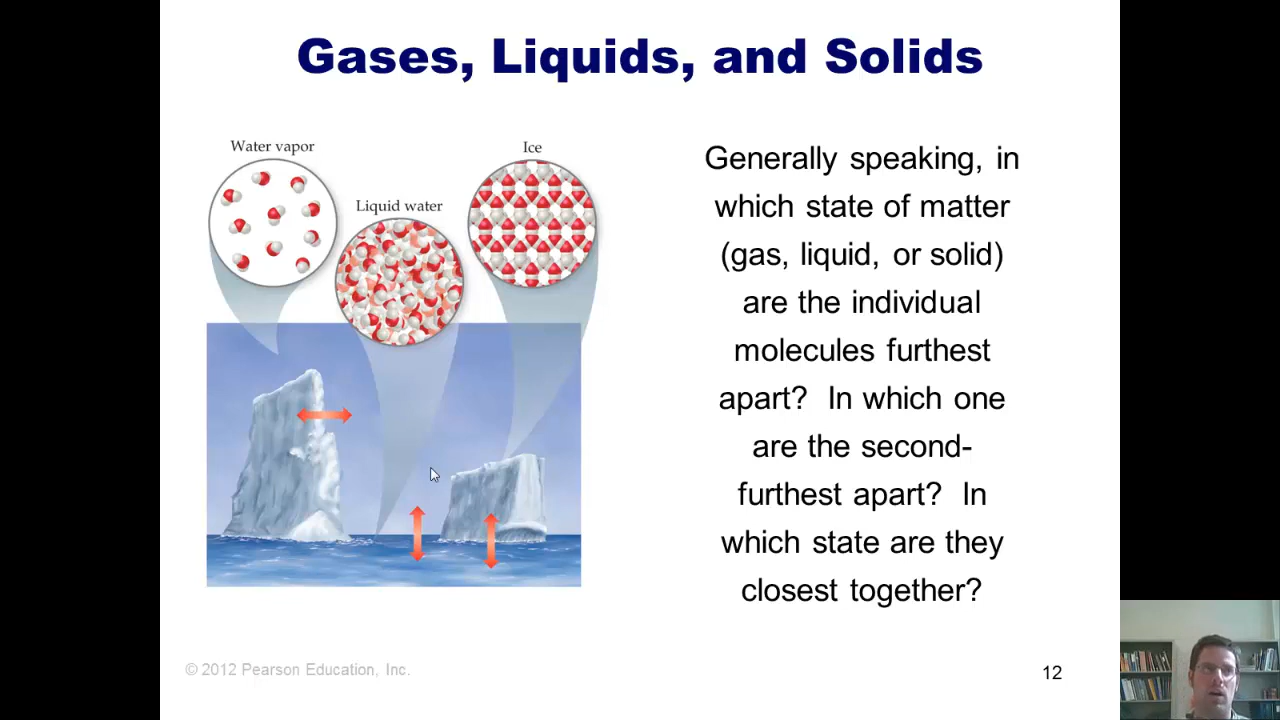 Gases, Liquids, and Solids
Water vapor
Ice
Liquid water
Generally speaking, in
which state of matter
(gas, liquid, or solid)
are the individual
molecules furthest
apart? In which one
are the second-
furthest apart? In
which state are they
closest together?
© 2012 Pearson Education, Inc.
12